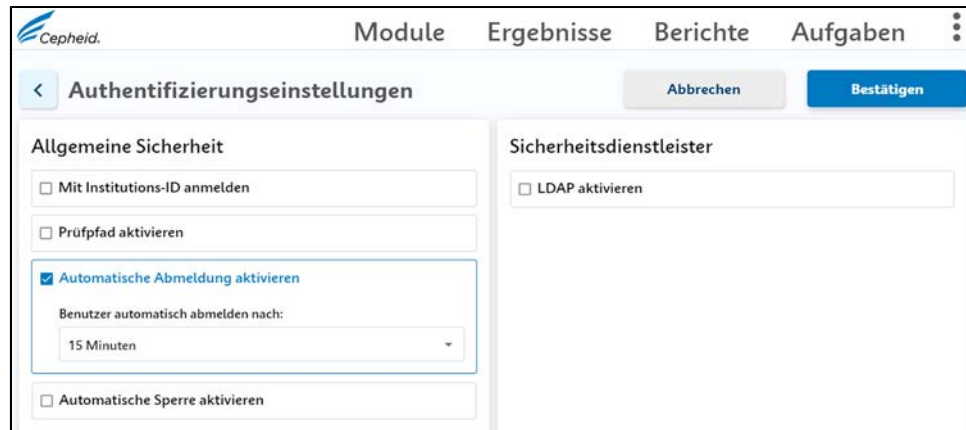 Cepheid.
Module Ergebnisse Berichte Aufgaben
Authentifizierungseinstellungen
Abbrechen
Bestätigen
Allgemeine Sicherheit
Mit Institutions-ID anmelden
Prüfpfad aktivieren
Automatische Abmeldung aktivieren
Benutzer automatisch abmelden nach:
15 Minuten
Automatische Sperre aktivieren
Sicherheitsdienstleister
LDAP aktivieren